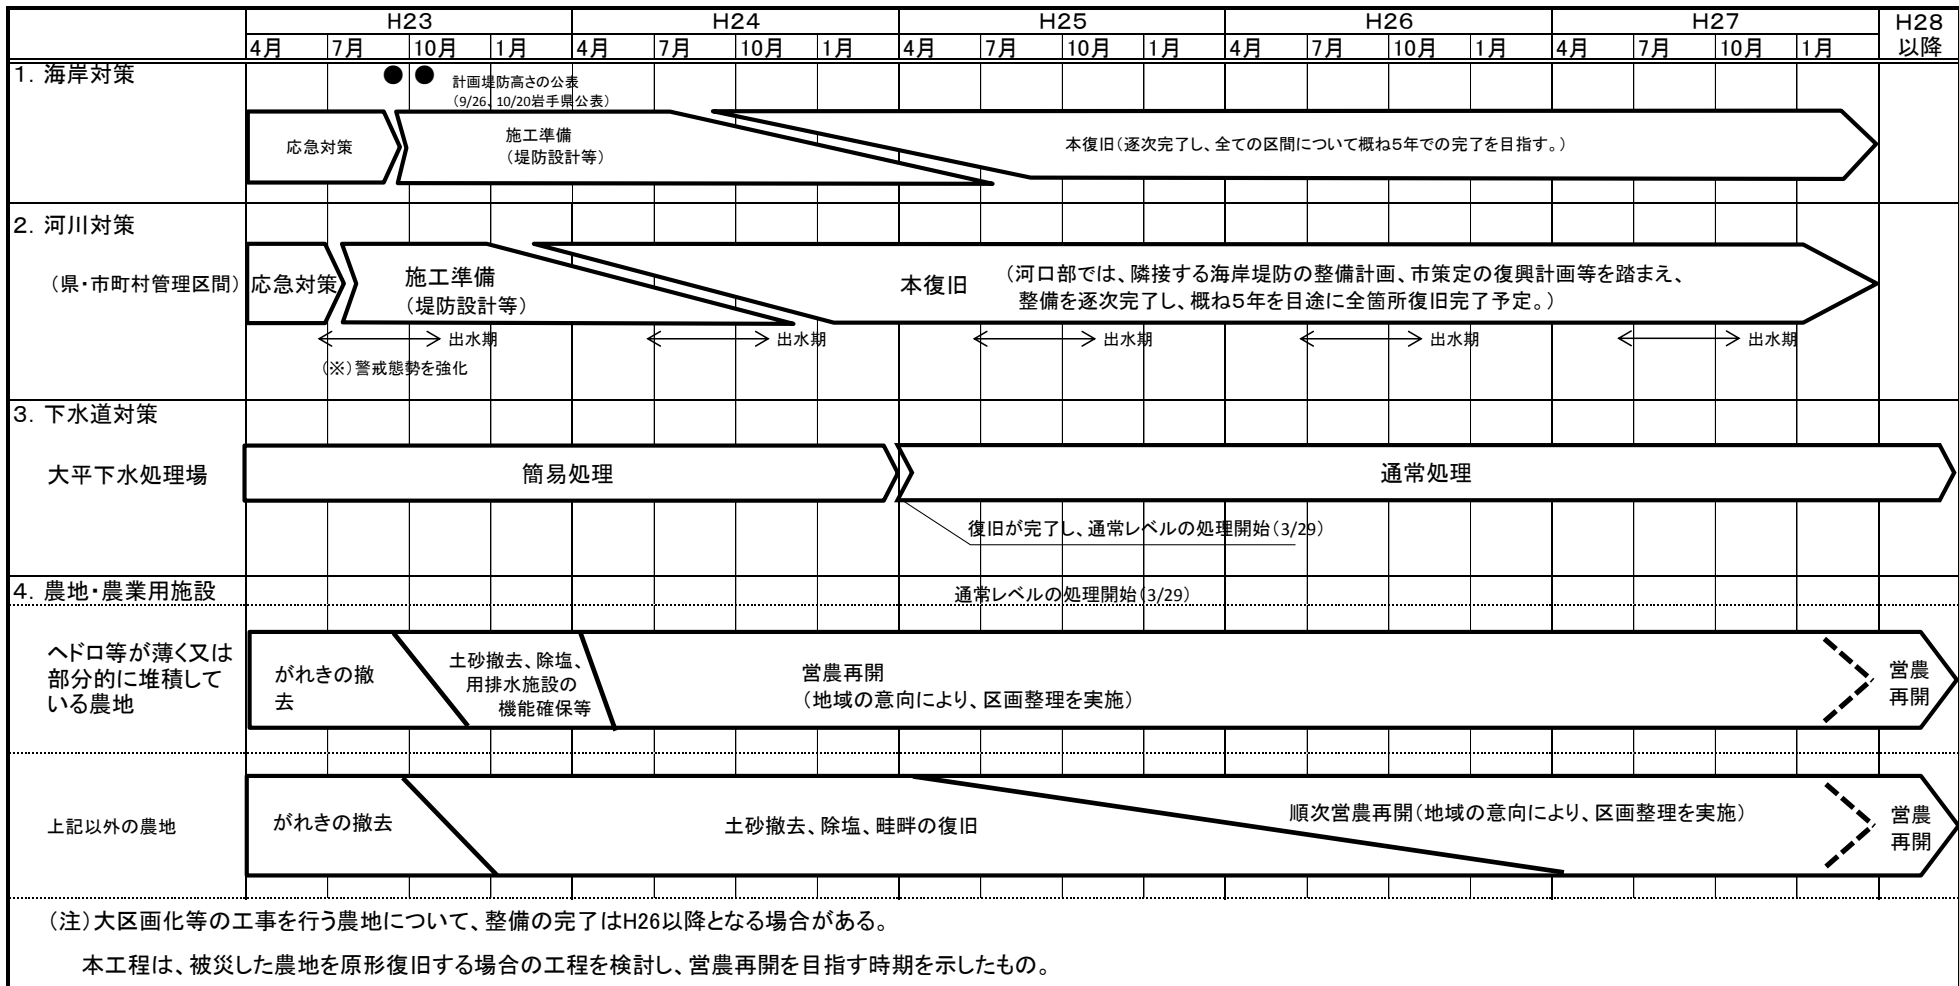 H23 H24 H25 H26 H27 H28
4月 7月 10月 1月 4月 7月 10月 1月 4月 7月 10月 1月 4月 7月 10月 1月 4月 7月 10月 1月 以降
1. 海岸対策
計画堤防高さの公表
(9/26、10/20岩手県公表)
応急対策
施工準備
(堤防設計等)
本復旧(逐次完了し、全ての区間について概ね5年での完了を目指す。)
2. 河川対策
(県・市町村管理区間)
応急対策
施工準備
(堤防設計等)
本復旧
(河口部では、隣接する海岸堤防の整備計画、市策定の復興計画等を踏まえ、
整備を逐次完了し、概ね5年を目途に全箇所復旧完了予定。)
出水期 出水期 出水期 出水期 出水期
(※)警戒態勢を強化
3. 下水道対策
大平下水処理場
簡易処理
通常処理
復旧が完了し、通常レベルの処理開始(3/29)
4. 農地・農業用施設
通常レベルの処理開始(3/29)
ヘドロ等が薄く又は
部分的に堆積して
いる農地
がれきの撤
去
土砂撤去、除塩、
用排水施設の
機能確保等
営農再開
(地域の意向により、区画整理を実施)
営農
再開
上記以外の農地
がれきの撤去
土砂撤去、除塩、畦畔の復旧
順次営農再開(地域の意向により、区画整理を実施)
営農
再開
(注)大区画化等の工事を行う農地について、整備の完了はH26以降となる場合がある。
本工程は、被災した農地を原形復旧する場合の工程を検討し、営農再開を目指す時期を示したもの。